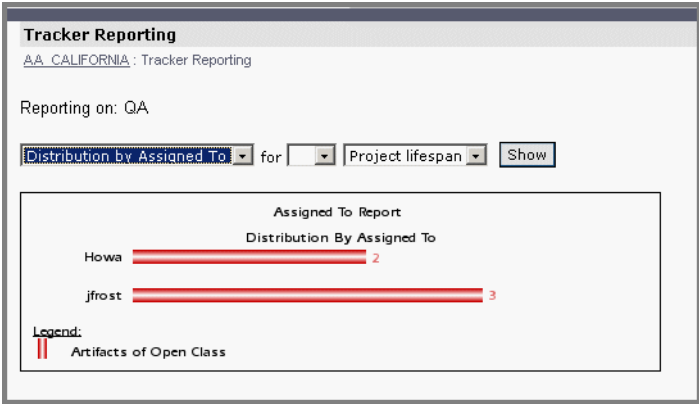 Tracker Reporting
AA_CALIFORNIA : Tracker Reporting
Reporting on: QA
Distribution by Assigned To for Project lifespan Show
Assigned To Report
Distribution By Assigned To
Howa 2
jfrost 3
Legend:
Artifacts of Open Class